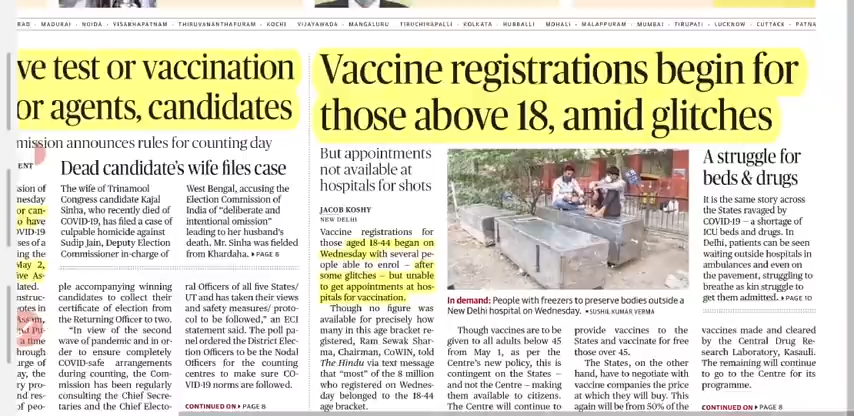 MADURAI · NOIDA · VISAKHAPATNAM · THIRUVANANTHAPURAM · KOCHI · VIJAYAWADA · MANGALURU · TIRUCHIRAPALLI · KOLKATA · HUBBALLI · MOHALI · MALAPPURAM · MUMBAI · TIRUPATI · LUCKNOW · CUTTACK · PATNA
ve test or vaccination
or agents, candidates
mission announces rules for counting day
Dead candidate's wife files case
The wife of Trinamool
Congress candidate Kajal
Sinha, who recently died of
COVID-19, has filed a case of
culpable homicide against
Sudip Jain, Deputy Election
Commissioner in-charge of
West Bengal, accusing the
Election Commission of
India of "deliberate and
intentional omission"
leading to her husband's
death. Mr. Sinha was fielded
from Khardaha. ▸ PAGE 8
ple accompanying winning
candidates to collect their
certificate of election from
the Returning Officer to two.
"In view of the second
wave of pandemic and in or-
der to ensure completely
COVID-safe arrangements
during counting, the Com-
mission has been regularly
consulting the Chief Secre-
taries and the Chief Electo-
ral Officers of all five States/
UT and has taken their views
and safety measures/ proto-
col to be followed," an ECI
statement said. The poll pa-
nel ordered the District Elec-
tion Officers to be the Nodal
Officers for the counting
centres to make sure CO-
VID-19 norms are followed.
CONTINUED ON ▸ PAGE 8
Vaccine registrations begin for
those above 18, amid glitches
But appointments
not available at
hospitals for shots
JACOB KOSHY
NEW DELHI
Vaccine registrations for
those aged 18-44 began on
Wednesday with several peo-
ple able to enrol – after
some glitches – but unable
to get appointments at hos-
pitals for vaccination.
Though no figure was
available for precisely how
many in this age bracket re-
gistered, Ram Sewak Shar-
ma, Chairman, CoWIN, told
The Hindu via text message
that "most" of the 8 million
who registered on Wednes-
day belonged to the 18-44
age bracket.
In demand: People with freezers to preserve bodies outside a
New Delhi hospital on Wednesday. ▪ SUSHIL KUMAR VERMA
Though vaccines are to be
given to all adults below 45
from May 1, as per the
Centre's new policy, this is
contingent on the States –
and not the Centre – making
them available to citizens.
The Centre will continue to
provide vaccines to the
States and vaccinate for free
those over 45.
The States, on the other
hand, have to negotiate with
vaccine companies the price
at which they will buy. This
again will be from 50% of the
A struggle for
beds & drugs
It is the same story across
the States ravaged by
COVID-19 – a shortage of
ICU beds and drugs. In
Delhi, patients can be seen
waiting outside hospitals in
ambulances and even on
the pavement, struggling to
breathe as kin struggle to
get them admitted. ▸ PAGE 10
vaccines made and cleared
by the Central Drug Re-
search Laboratory, Kasauli.
The remaining will continue
to go to the Centre for its
programme.
CONTINUED ON ▸ PAGE 8